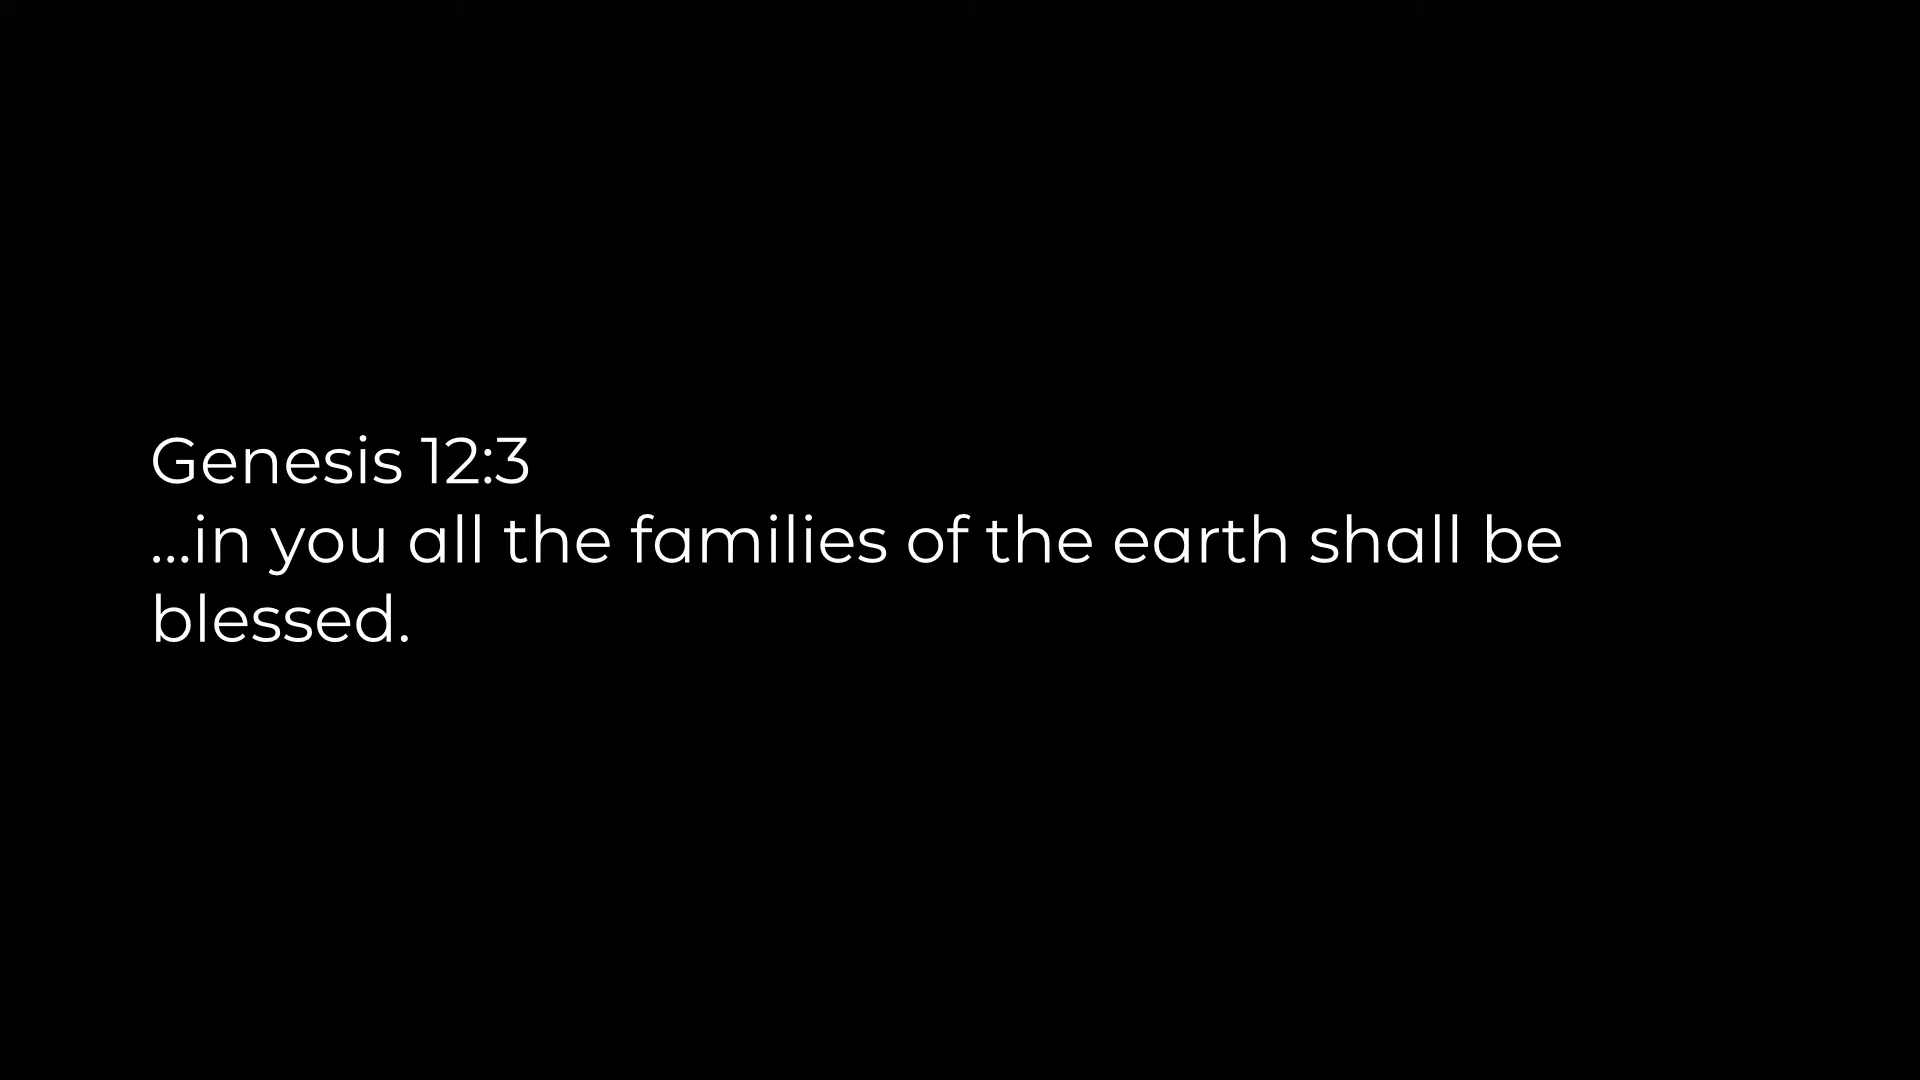 Genesis 12:3
...in you all the families of the earth shall be
blessed.